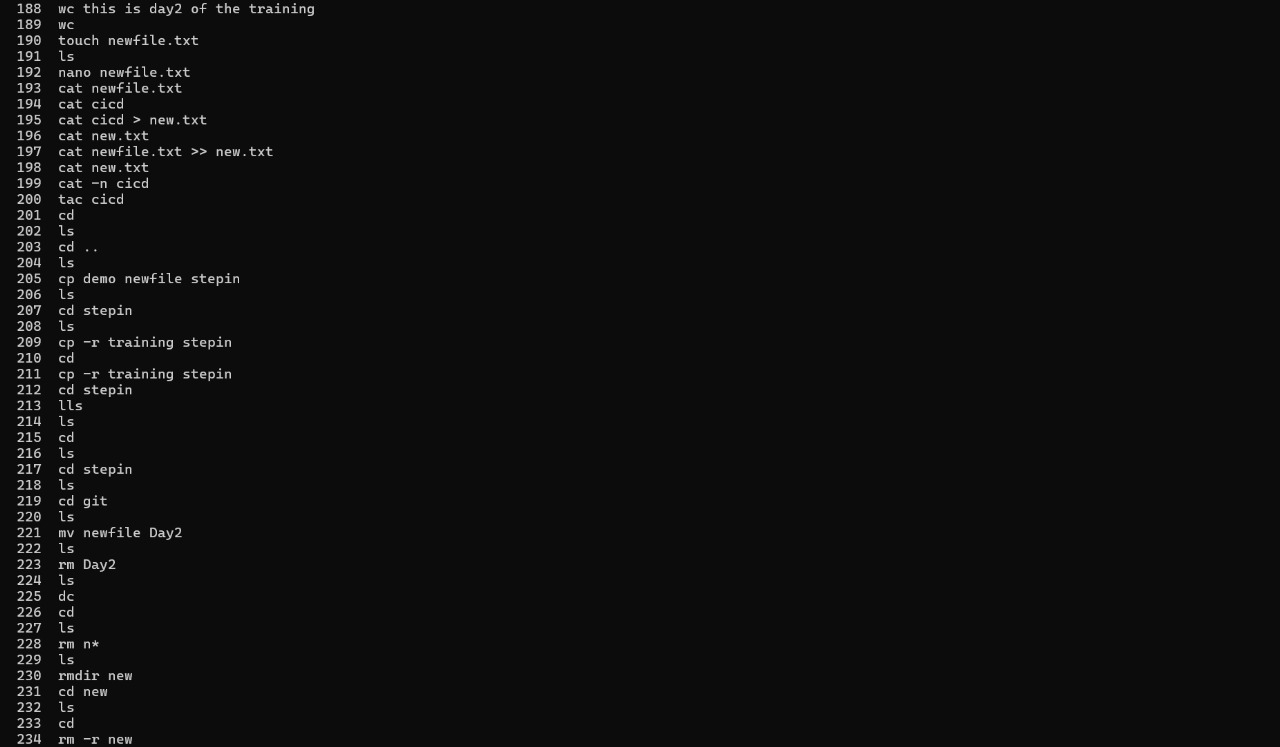 188  wc this is day2 of the training
189  wc
190  touch newfile.txt
191  ls
192  nano newfile.txt
193  cat newfile.txt
194  cat cicd
195  cat cicd > new.txt
196  cat new.txt
197  cat newfile.txt >> new.txt
198  cat new.txt
199  cat -n cicd
200  tac cicd
201  cd
202  ls
203  cd ..
204  ls
205  cp demo newfile stepin
206  ls
207  cd stepin
208  ls
209  cp -r training stepin
210  cd
211  cp -r training stepin
212  cd stepin
213  lls
214  ls
215  cd
216  ls
217  cd stepin
218  ls
219  cd git
220  ls
221  mv newfile Day2
222  ls
223  rm Day2
224  ls
225  dc
226  cd
227  ls
228  rm n*
229  ls
230  rmdir new
231  cd new
232  ls
233  cd
234  rm -r new